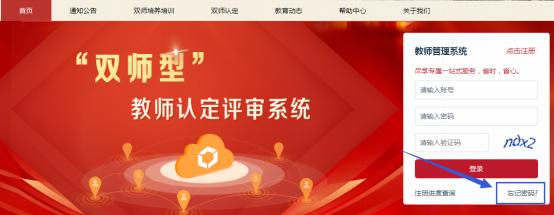 首页 通知公告 双师培养培训 双师认定 教育动态 帮助中心 关于我们
“双师型”
教师认定评审系统
教师管理系统 点击注册
尽享专属一站式服务,省时,省心。
请输入账号
请输入密码
请输入验证码 nbx2
登录
注册进度查询 忘记密码?